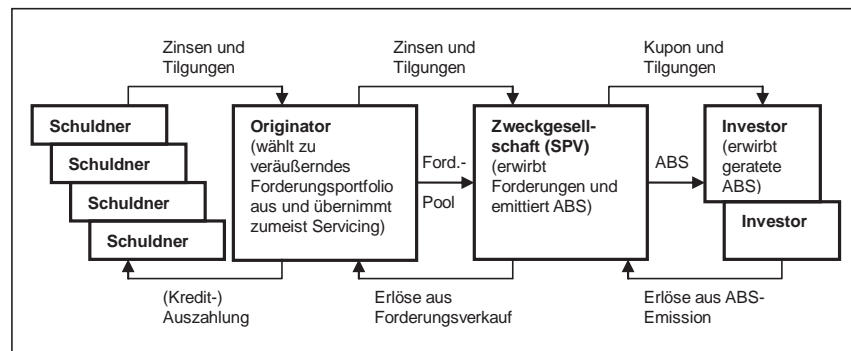 Zinsen und
Tilgungen
Zinsen und
Tilgungen
Kupon und
Tilgungen
Schuldner
Schuldner
Schuldner
Schuldner
Originator
(wählt zu
veräußerndes
Forderungsportfolio
aus und übernimmt
zumeist Servicing)
Ford.-
Pool
Zweckgesell-
schaft (SPV)
(erwirbt
Forderungen und
emittiert ABS)
ABS
Investor
(erwirbt
geratete
ABS)
Investor
(Kredit-)
Auszahlung
Erlöse aus
Forderungsverkauf
Erlöse aus ABS-
Emission